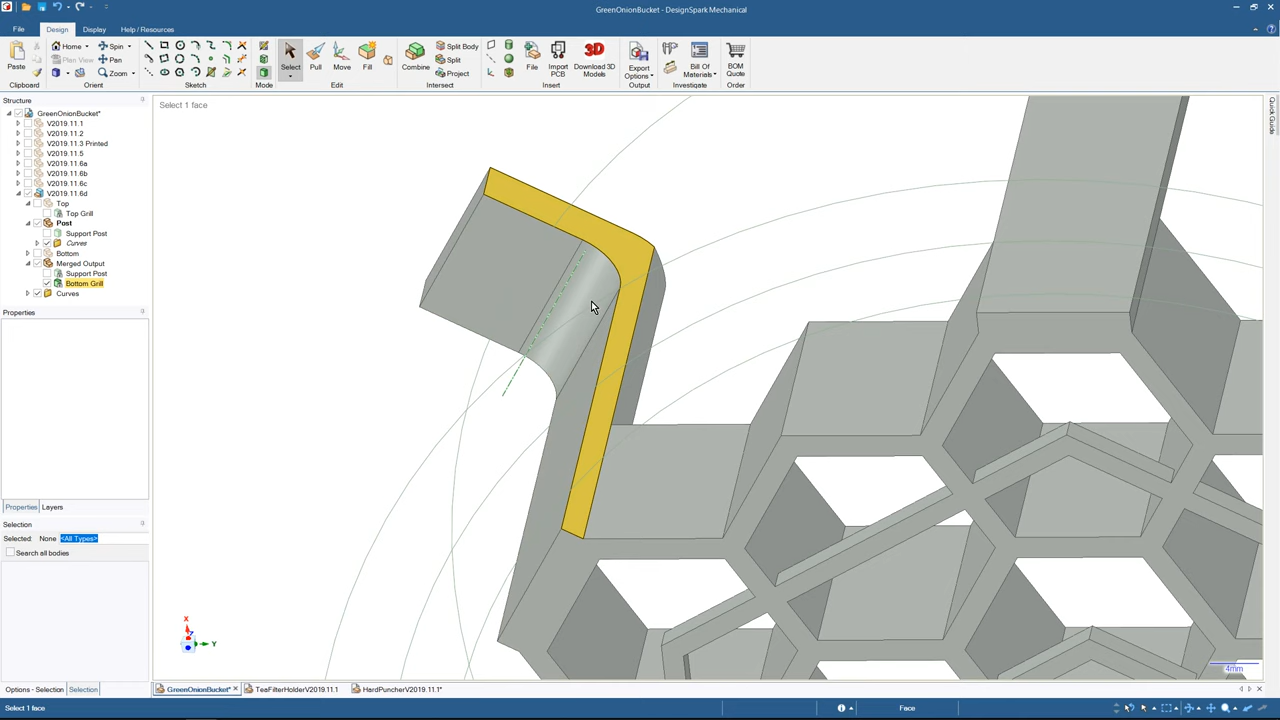 GreenOnionBucket - DesignSpark Mechanical
File
Design
Display
Help / Resources
Paste
Home
Spin
Plan View
Pan
Zoom
Select
Pull
Move
Fill
Combine
Split Body
Split
Project
File
Import PCB
Download 3D Models
Export Options
Bill Of Materials
BOM Quote
Clipboard
Orient
Sketch
Mode
Edit
Intersect
Insert
Output
Investigate
Order
Structure
Select 1 face
Quick Guide
GreenOnionBucket*
V2019.11.1
V2019.11.2
V2019.11.3 Printed
V2019.11.5
V2019.11.6a
V2019.11.6b
V2019.11.6c
V2019.11.6d
Top
Top Grill
Post
Support Post
Curves
Bottom
Merged Output
Support Post
Bottom Grill
Curves
Properties
Properties
Layers
Selection
Selected: None <All Types>
Search all bodies
X
Z
Y
4mm
Options - Selection
Selection
GreenOnionBucket*
TeaFilterHolderV2019.11.1
HardPuncherV2019.11.1*
Select 1 face
Face